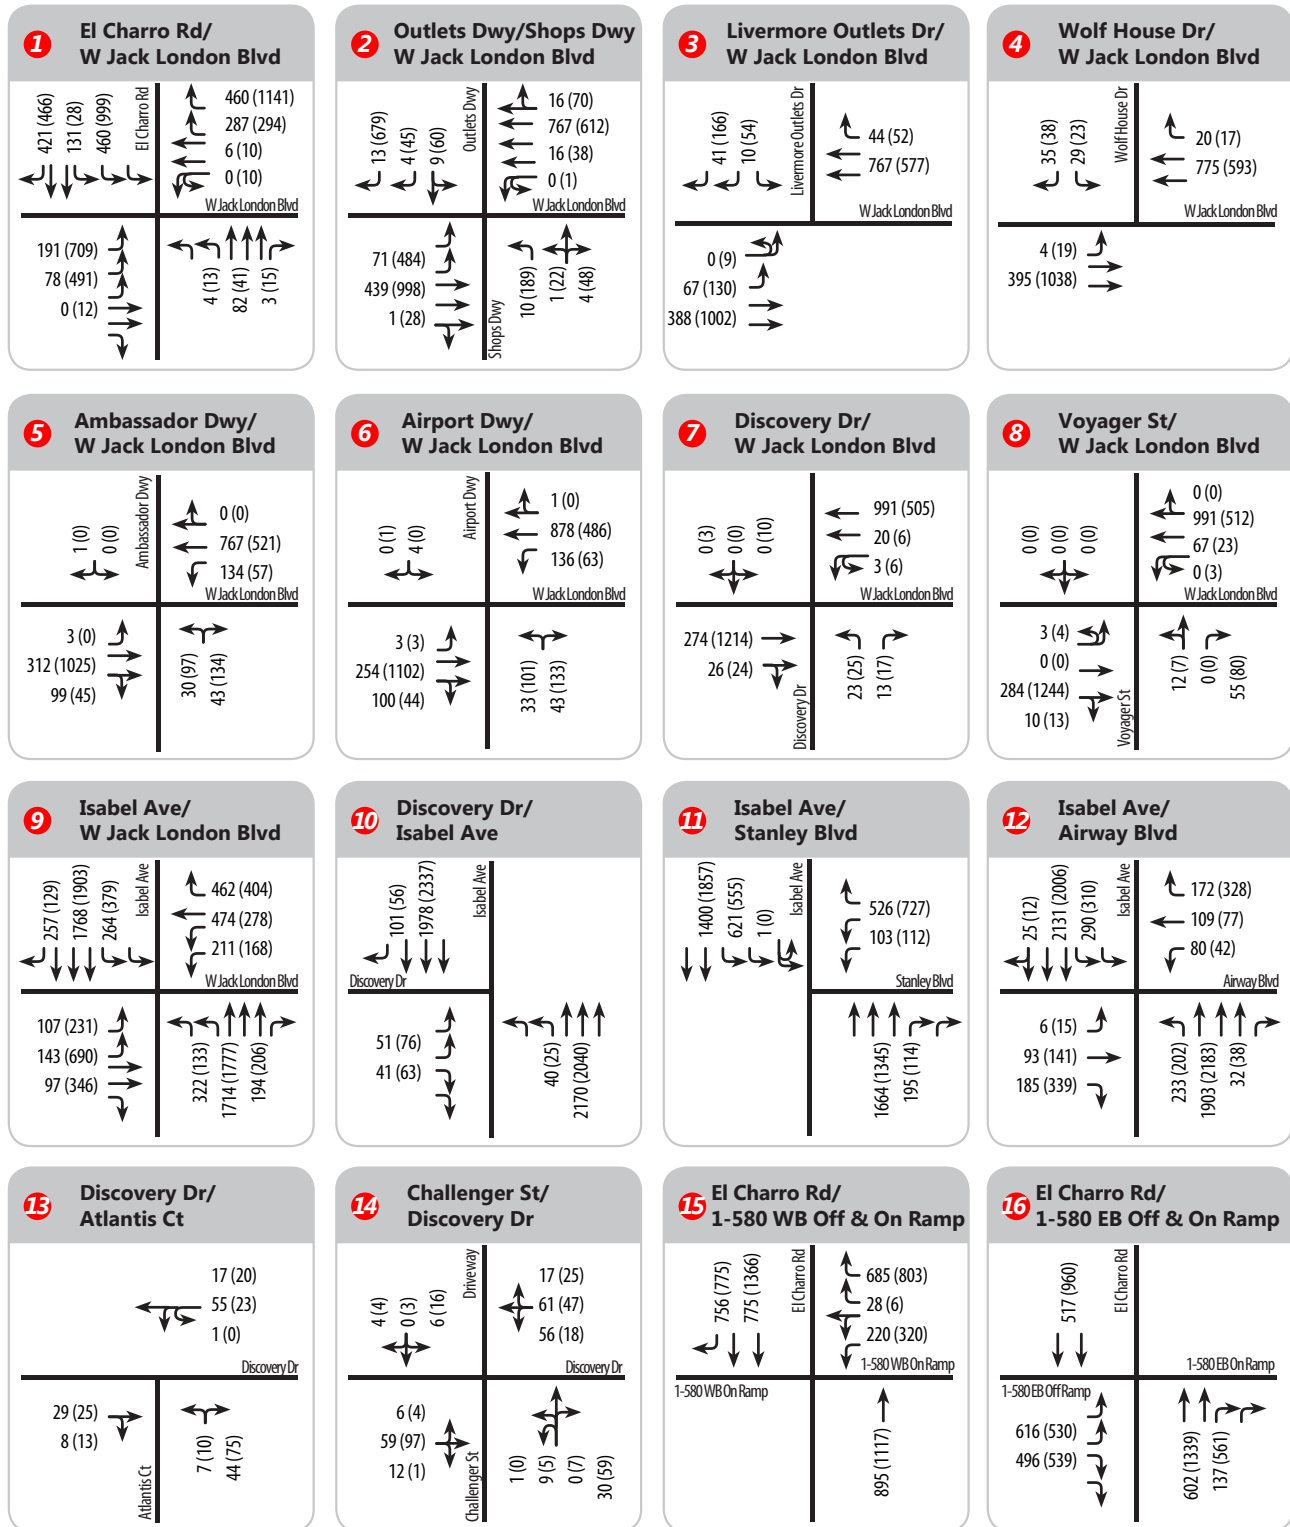 1
El Charro Rd/
W Jack London Blvd
421 (466)
131 (28)
460 (999)
El Charro Rd
460 (1141)
287 (294)
6 (10)
0 (10)
W Jack London Blvd
191 (709)
78 (491)
0 (12)
4 (13)
82 (41)
3 (15)
2
Outlets Dwy/Shops Dwy
W Jack London Blvd
13 (679)
4 (45)
9 (60)
Outlets Dwy
16 (70)
767 (612)
16 (38)
0 (1)
W Jack London Blvd
71 (484)
439 (998)
1 (28)
Shops Dwy
10 (189)
1 (22)
4 (48)
3
Livermore Outlets Dr/
W Jack London Blvd
41 (166)
10 (54)
Livermore Outlets Dr
44 (52)
767 (577)
W Jack London Blvd
0 (9)
67 (130)
388 (1002)
4
Wolf House Dr/
W Jack London Blvd
35 (38)
29 (23)
Wolf House Dr
20 (17)
775 (593)
W Jack London Blvd
4 (19)
395 (1038)
5
Ambassador Dwy/
W Jack London Blvd
1 (0)
0 (0)
Ambassador Dwy
0 (0)
767 (521)
134 (57)
W Jack London Blvd
3 (0)
312 (1025)
99 (45)
30 (97)
43 (134)
6
Airport Dwy/
W Jack London Blvd
0 (1)
4 (0)
Airport Dwy
1 (0)
878 (486)
136 (63)
W Jack London Blvd
3 (3)
254 (1102)
100 (44)
33 (101)
43 (133)
7
Discovery Dr/
W Jack London Blvd
0 (3)
0 (0)
0 (10)
991 (505)
20 (6)
3 (6)
W Jack London Blvd
274 (1214)
26 (24)
Discovery Dr
23 (25)
13 (17)
8
Voyager St/
W Jack London Blvd
0 (0)
0 (0)
0 (0)
0 (0)
991 (512)
67 (23)
0 (3)
W Jack London Blvd
3 (4)
0 (0)
284 (1244)
10 (13)
Voyager St
12 (7)
0 (0)
55 (80)
9
Isabel Ave/
W Jack London Blvd
257 (129)
1768 (1903)
264 (379)
Isabel Ave
462 (404)
474 (278)
211 (168)
W Jack London Blvd
107 (231)
143 (690)
97 (346)
322 (133)
1714 (1777)
194 (206)
10
Discovery Dr/
Isabel Ave
101 (56)
1978 (2337)
Isabel Ave
Discovery Dr
51 (76)
41 (63)
40 (25)
2170 (2040)
11
Isabel Ave/
Stanley Blvd
1400 (1857)
621 (555)
1 (0)
Isabel Ave
526 (727)
103 (112)
Stanley Blvd
1664 (1345)
195 (114)
12
Isabel Ave/
Airway Blvd
25 (12)
2131 (2006)
290 (310)
Isabel Ave
172 (328)
109 (77)
80 (42)
Airway Blvd
6 (15)
93 (141)
185 (339)
233 (202)
1903 (2183)
32 (38)
13
Discovery Dr/
Atlantis Ct
17 (20)
55 (23)
1 (0)
Discovery Dr
29 (25)
8 (13)
Atlantis Ct
7 (10)
44 (75)
14
Challenger St/
Discovery Dr
4 (4)
0 (3)
6 (16)
Driveway
17 (25)
61 (47)
56 (18)
Discovery Dr
6 (4)
59 (97)
12 (1)
Challenger St
1 (0)
9 (5)
0 (7)
30 (59)
15
El Charro Rd/
1-580 WB Off & On Ramp
756 (775)
775 (1366)
El Charro Rd
685 (803)
28 (6)
220 (320)
1-580 WB On Ramp
1-580 WB On Ramp
895 (1117)
16
El Charro Rd/
1-580 EB Off & On Ramp
517 (960)
El Charro Rd
1-580 EB On Ramp
1-580 EB Off Ramp
616 (530)
496 (539)
602 (1339)
137 (561)